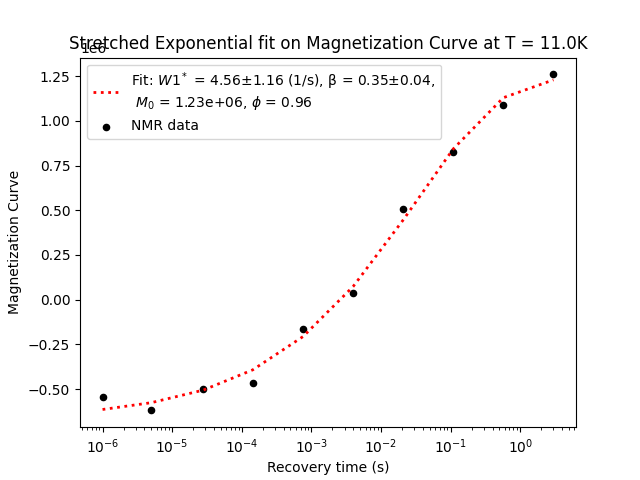 Stretched Exponential fit on Magnetization Curve at T = 11.0K
1e6
Fit: W1* = 4.56±1.16 (1/s), β = 0.35±0.04,
M₀ = 1.23e+06, ϕ = 0.96
NMR data
Magnetization Curve
1.25
1.00
0.75
0.50
0.25
0.00
−0.25
−0.50
10⁻⁶ 10⁻⁵ 10⁻⁴ 10⁻³ 10⁻² 10⁻¹ 10⁰
Recovery time (s)